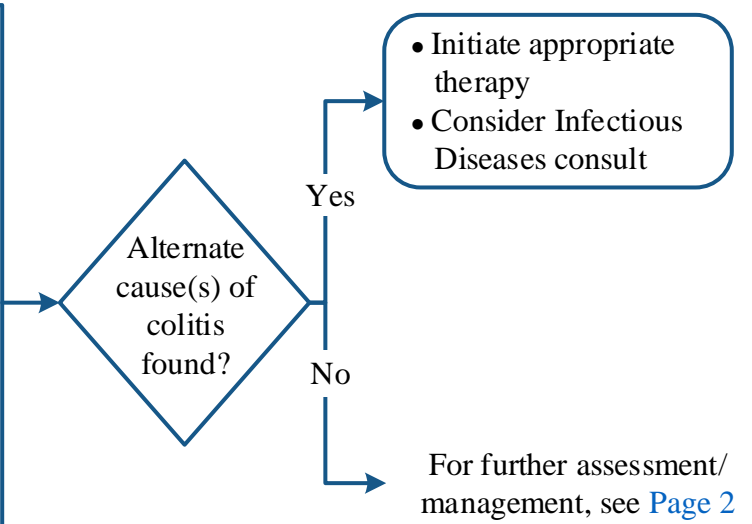 ● Initiate appropriate
therapy
● Consider Infectious
Diseases consult
Yes
Alternate
cause(s) of
colitis
found?
No
For further assessment/
management, see Page 2